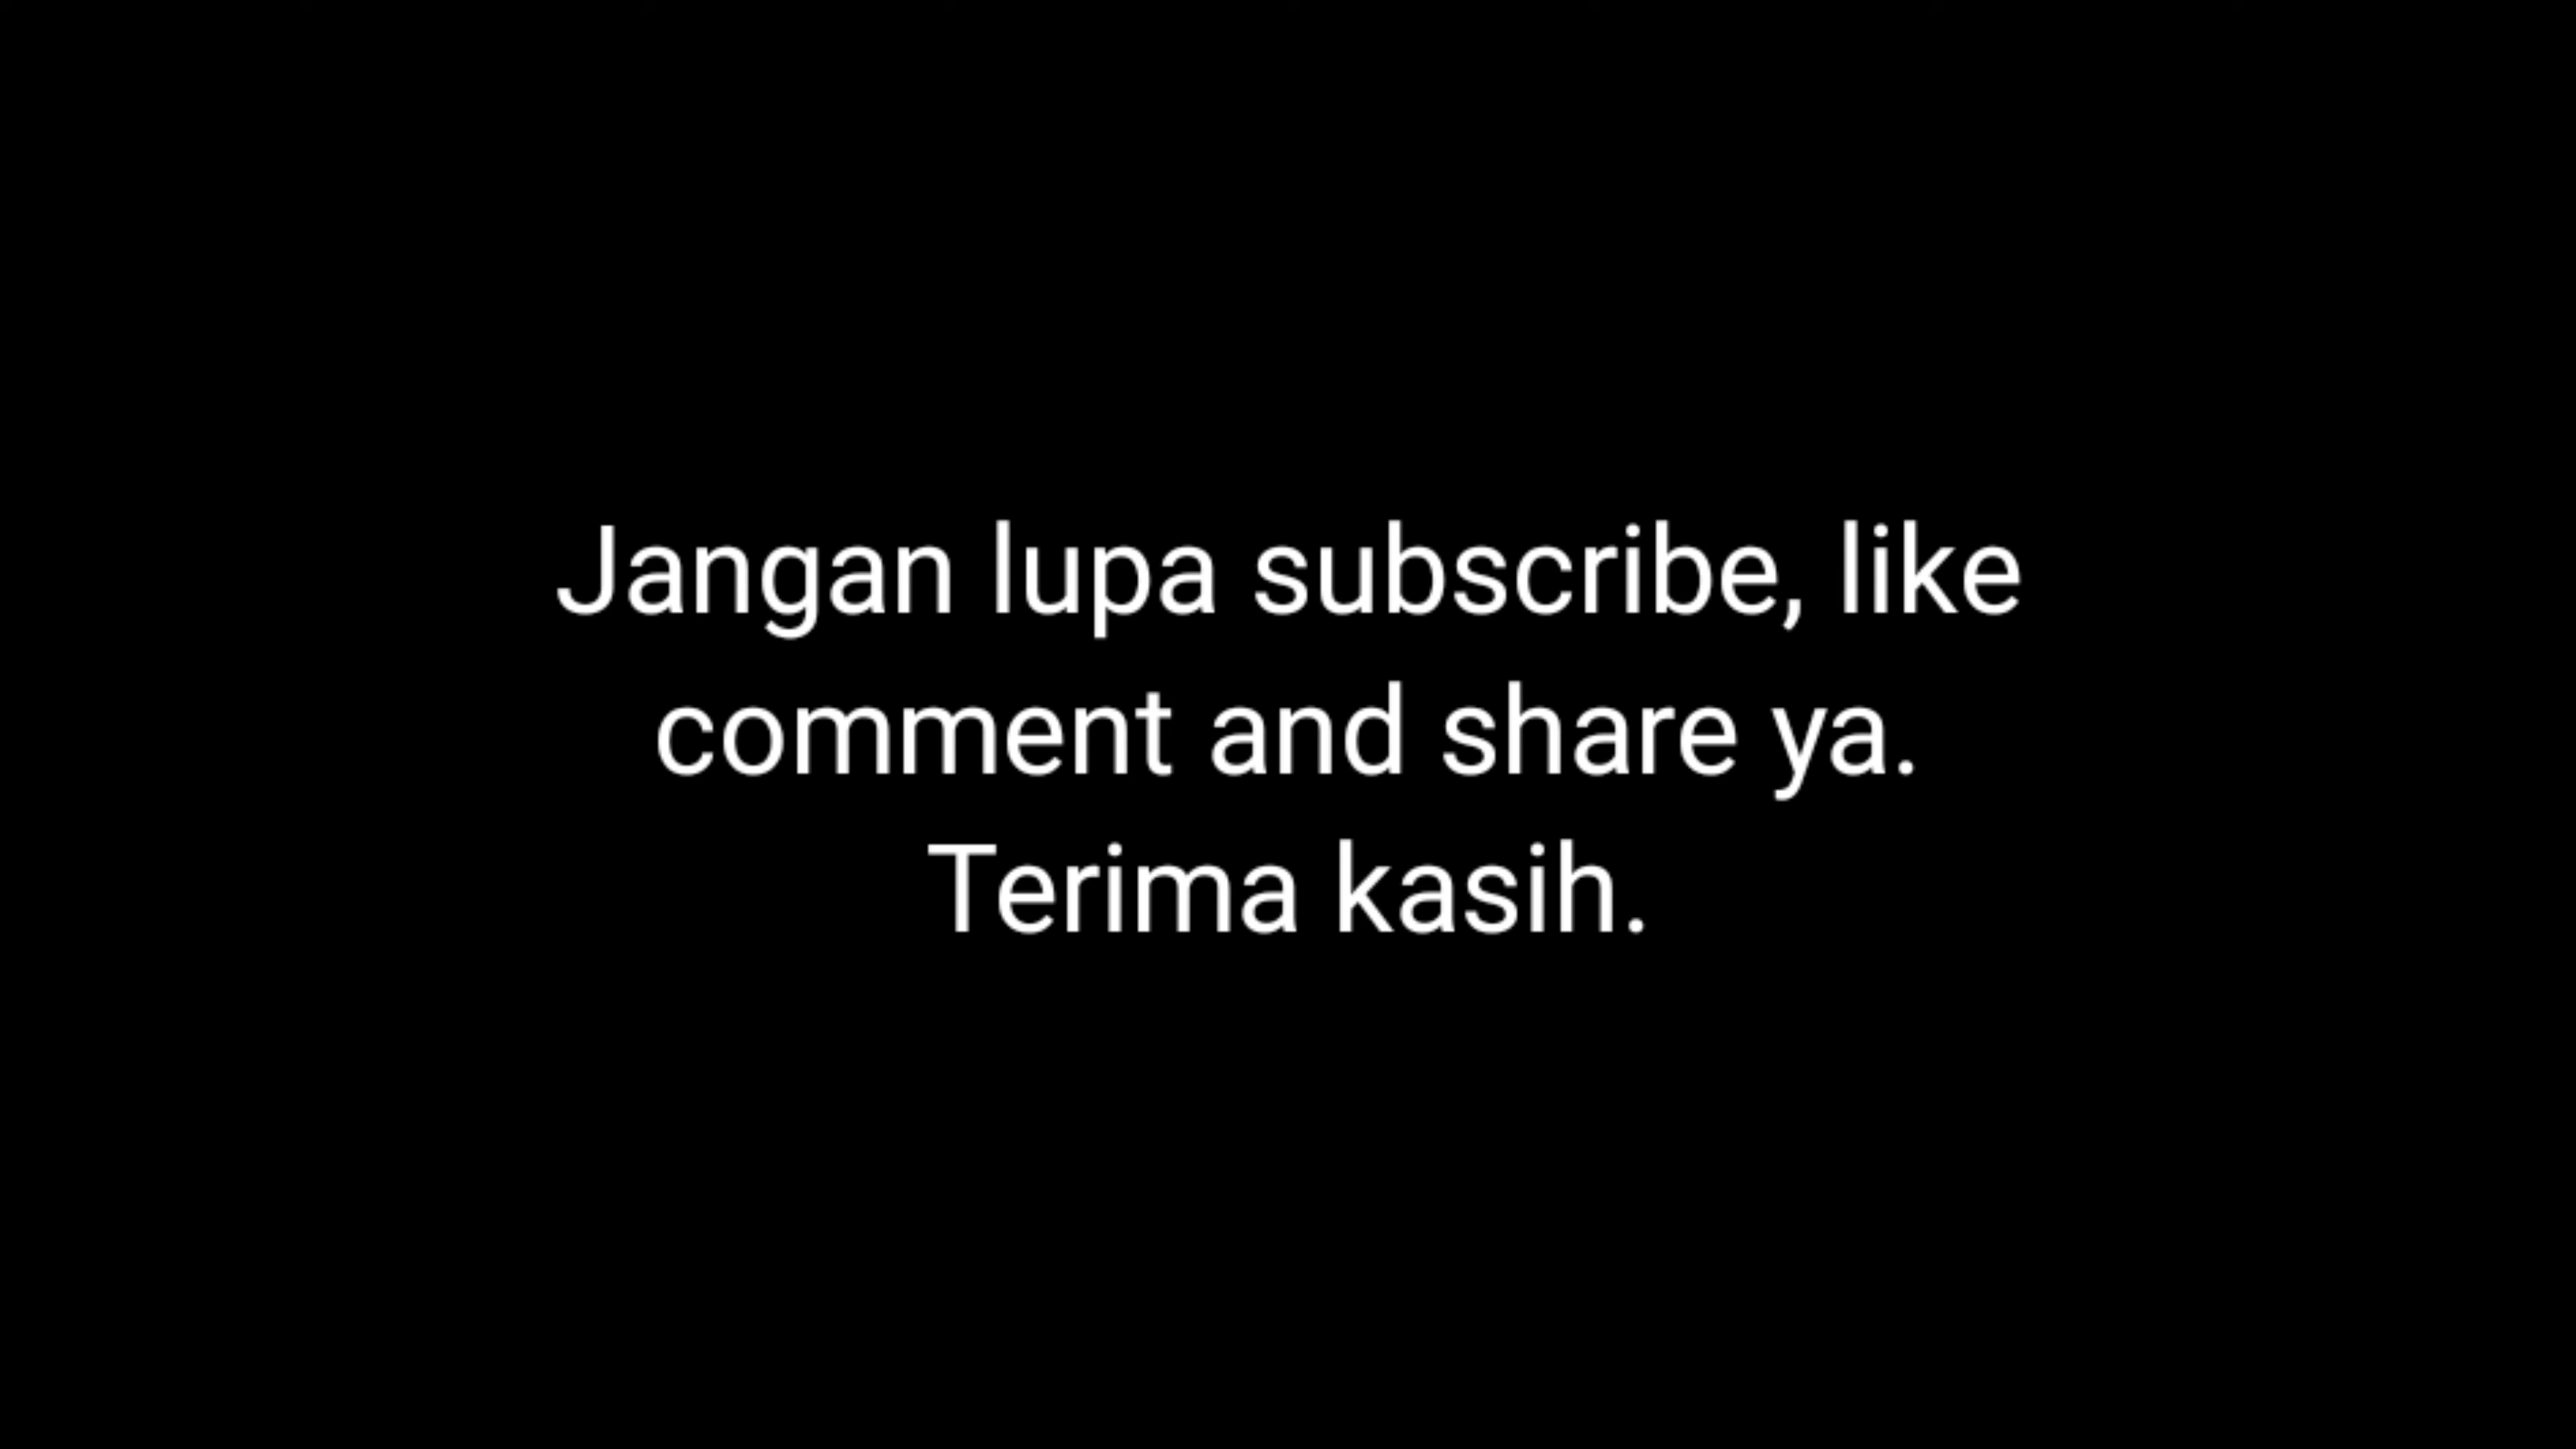 Jangan lupa subscribe, like
comment and share ya.
Terima kasih.